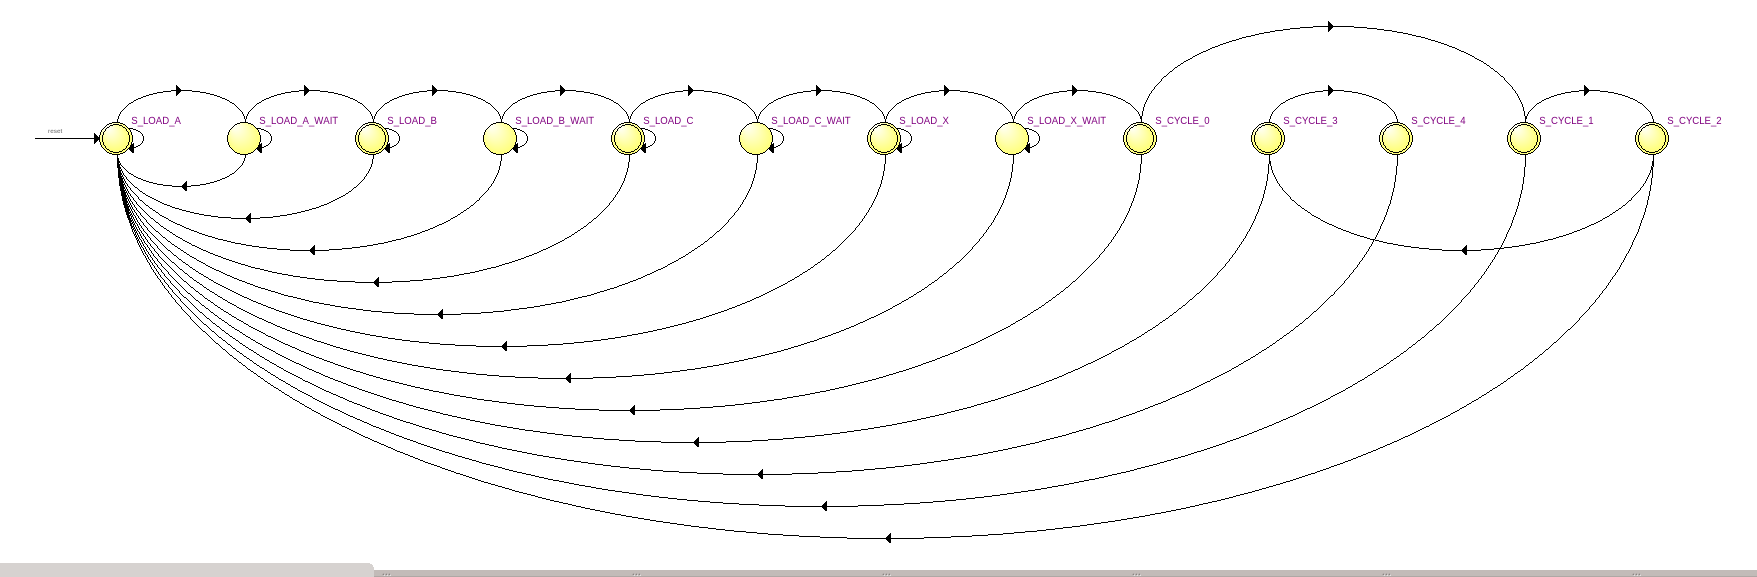 reset
S_LOAD_A
S_LOAD_A_WAIT
S_LOAD_B
S_LOAD_B_WAIT
S_LOAD_C
S_LOAD_C_WAIT
S_LOAD_X
S_LOAD_X_WAIT
S_CYCLE_0
S_CYCLE_3
S_CYCLE_4
S_CYCLE_1
S_CYCLE_2